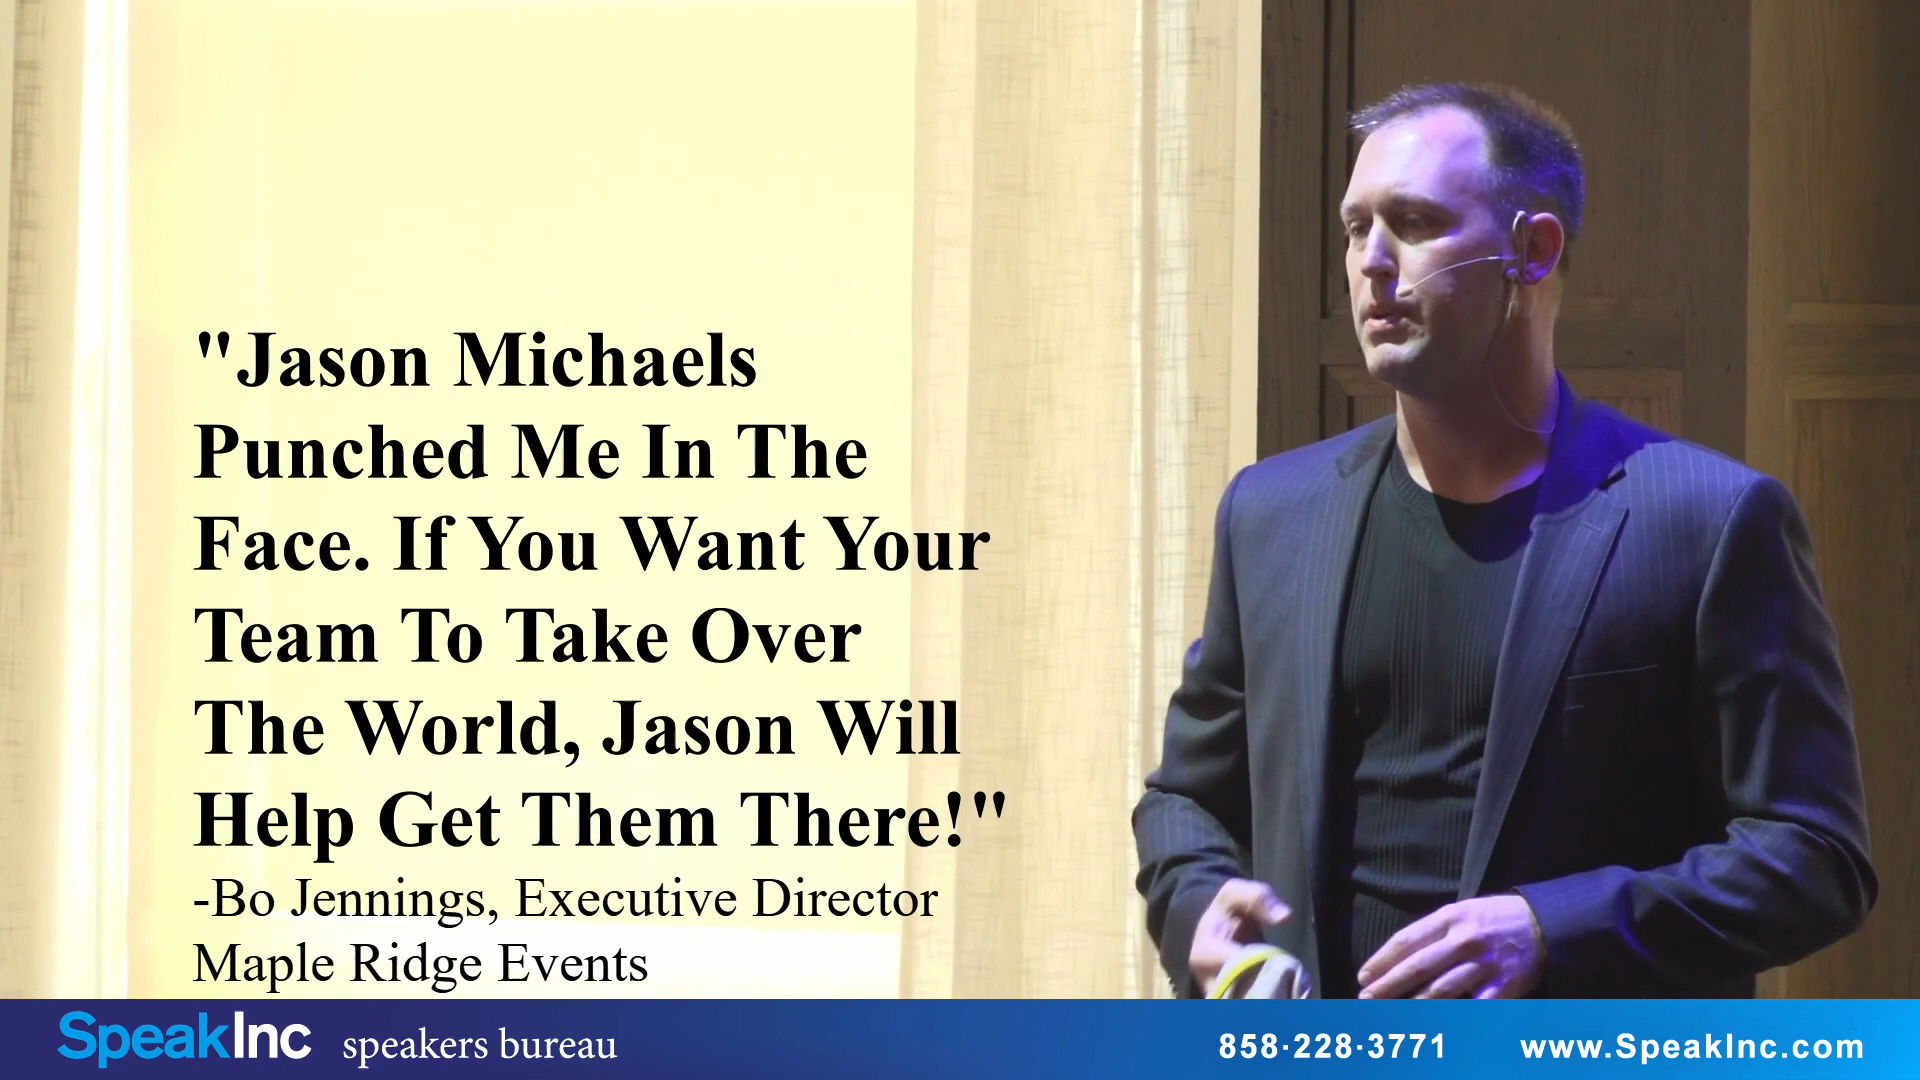 "Jason Michaels
Punched Me In The
Face. If You Want Your
Team To Take Over
The World, Jason Will
Help Get Them There!"
-Bo Jennings, Executive Director
Maple Ridge Events
SpeakInc speakers bureau 858·228·3771 www.SpeakInc.com